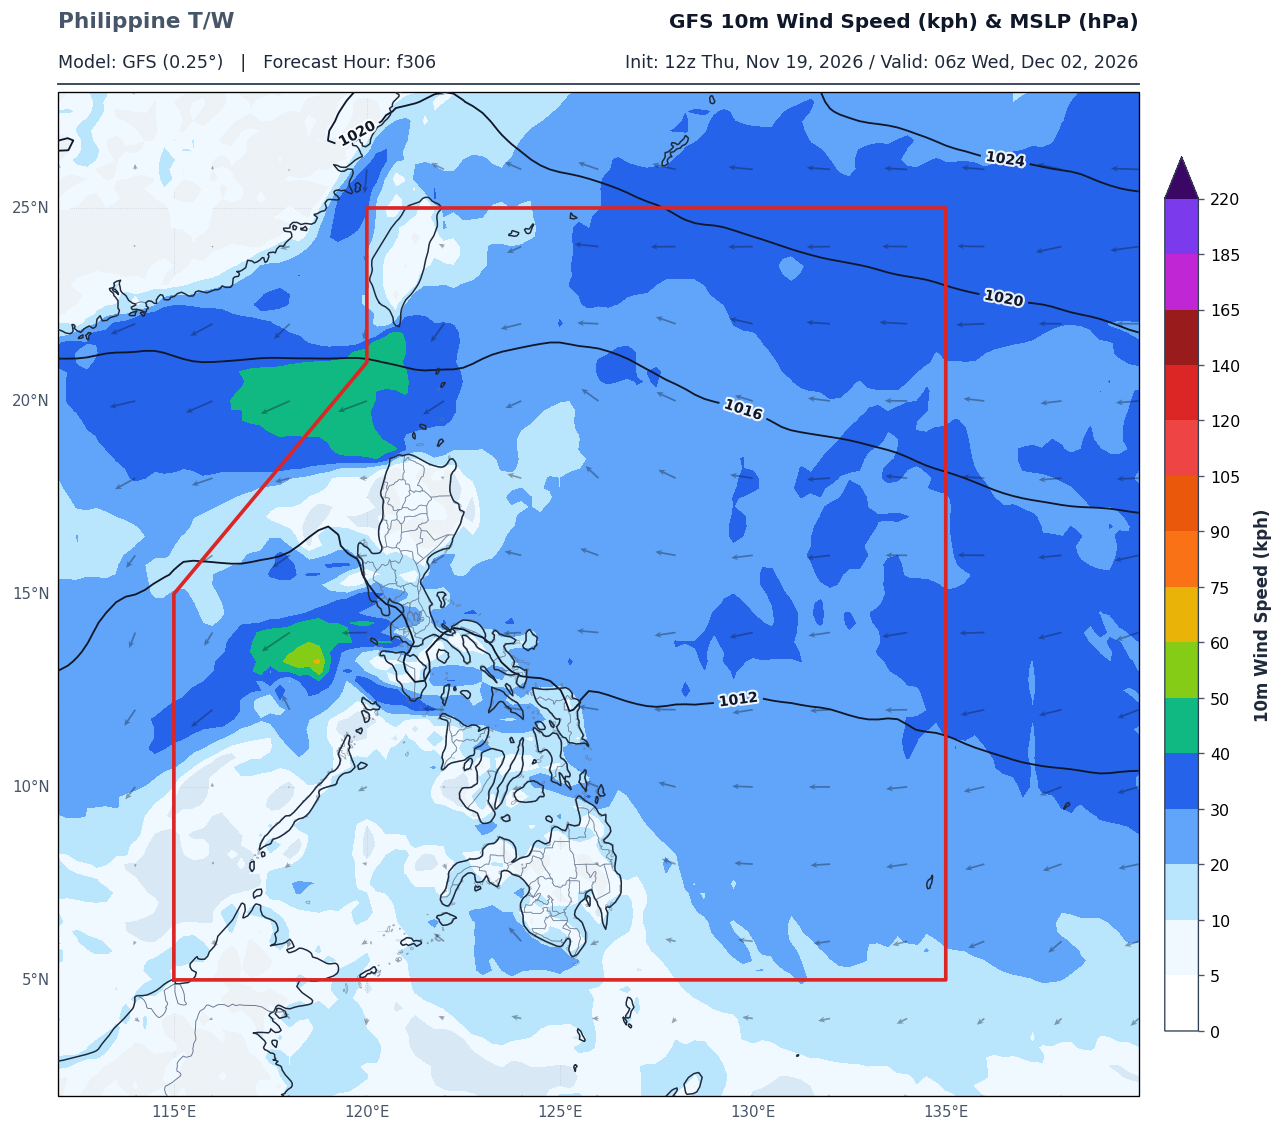 Philippine T/W
GFS 10m Wind Speed (kph) & MSLP (hPa)
Model: GFS (0.25°)   |   Forecast Hour: f306
Init: 12z Thu, Nov 19, 2026 / Valid: 06z Wed, Dec 02, 2026
1020
1024
1020
1016
1012
25°N
20°N
15°N
10°N
5°N
115°E
120°E
125°E
130°E
135°E
220
185
165
140
120
105
90
75
60
50
40
30
20
10
5
0
10m Wind Speed (kph)